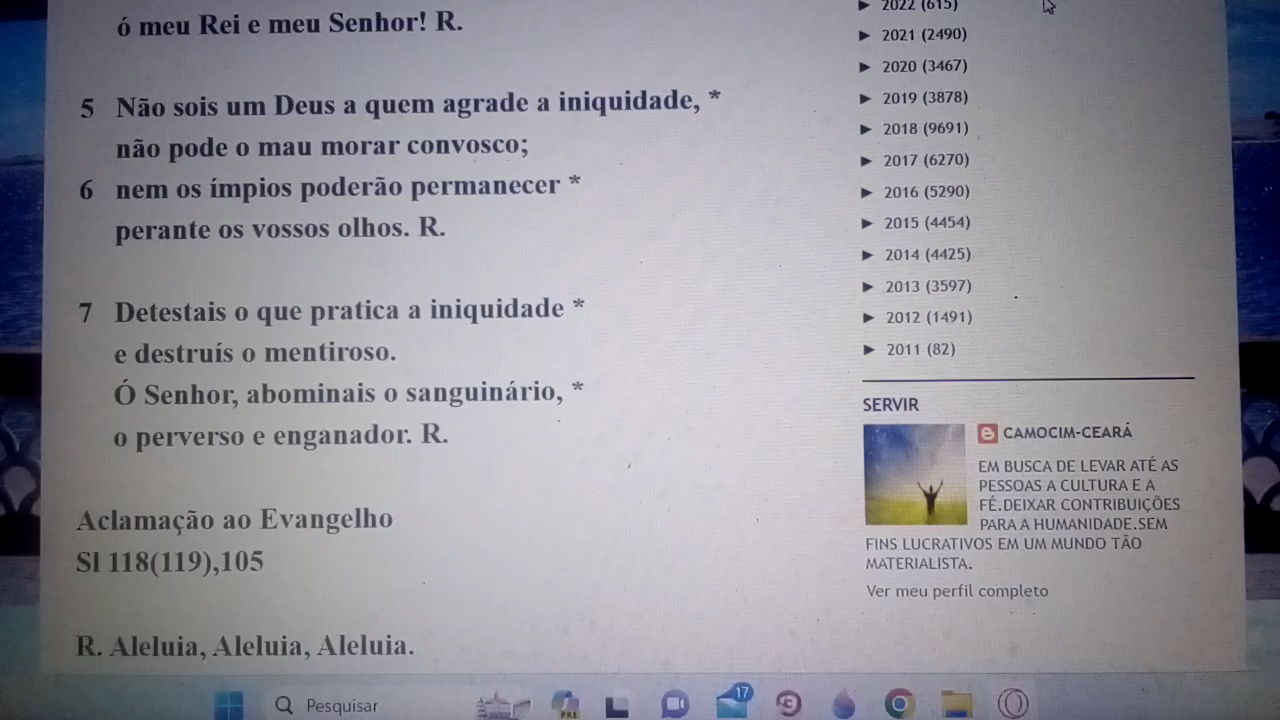 ó meu Rei e meu Senhor! R.
5 Não sois um Deus a quem agrade a iniquidade, *
não pode o mau morar convosco;
6 nem os ímpios poderão permanecer *
perante os vossos olhos. R.
7 Detestais o que pratica a iniquidade *
e destruís o mentiroso.
Ó Senhor, abominais o sanguinário, *
o perverso e enganador. R.
Aclamação ao Evangelho
Sl 118(119),105
R. Aleluia, Aleluia, Aleluia.
► 2022 (615)
► 2021 (2490)
► 2020 (3467)
► 2019 (3878)
► 2018 (9691)
► 2017 (6270)
► 2016 (5290)
► 2015 (4454)
► 2014 (4425)
► 2013 (3597)
► 2012 (1491)
► 2011 (82)
SERVIR
CAMOCIM-CEARÁ
EM BUSCA DE LEVAR ATÉ AS
PESSOAS A CULTURA E A
FÉ.DEIXAR CONTRIBUIÇÕES
PARA A HUMANIDADE.SEM
FINS LUCRATIVOS EM UM MUNDO TÃO
MATERIALISTA.
Ver meu perfil completo
Pesquisar
PRE
17